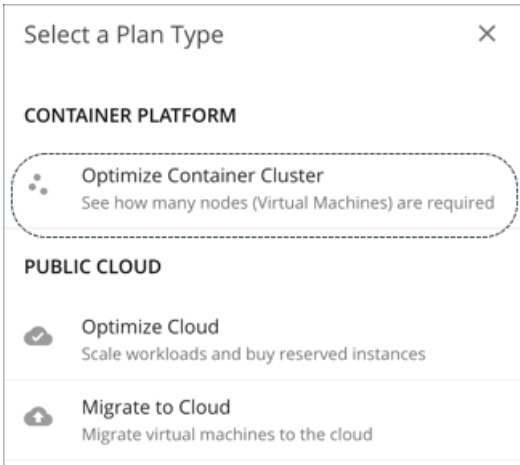 Select a Plan Type
CONTAINER PLATFORM
Optimize Container Cluster
See how many nodes (Virtual Machines) are required
PUBLIC CLOUD
Optimize Cloud
Scale workloads and buy reserved instances
Migrate to Cloud
Migrate virtual machines to the cloud